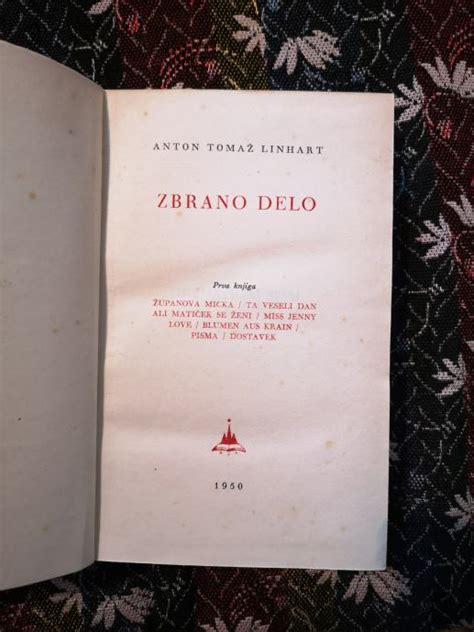 ANTON TOMAŽ LINHART
ZBRANO DELO
Prva knjiga
ŽUPANOVA MICKA / TA VESELI DAN
ALI MATIČEK SE ŽENI / MISS JENNY
LOVE / BLUMEN AUS KRAIN /
PISMA / DOSTAVEK
1950